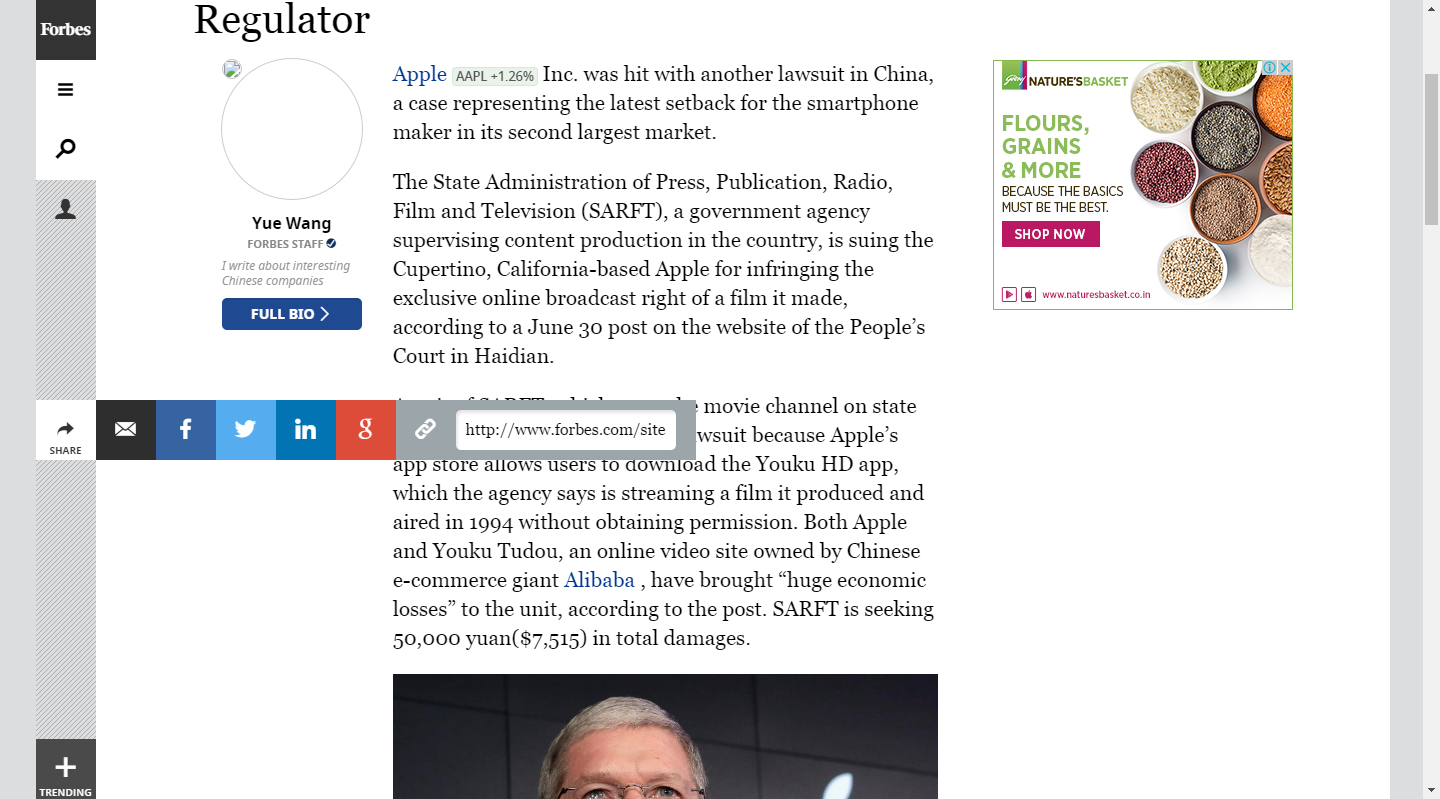 Regulator
Forbes
Yue Wang
FORBES STAFF
I write about interesting
Chinese companies
FULL BIO
Apple AAPL +1.26% Inc. was hit with another lawsuit in China,
a case representing the latest setback for the smartphone
maker in its second largest market.
The State Administration of Press, Publication, Radio,
Film and Television (SARFT), a government agency
supervising content production in the country, is suing the
Cupertino, California-based Apple for infringing the
exclusive online broadcast right of a film it made,
according to a June 30 post on the website of the People’s
Court in Haidian.
movie channel on state
because Apple’s
app store allows users to download the Youku HD app,
which the agency says is streaming a film it produced and
aired in 1994 without obtaining permission. Both Apple
and Youku Tudou, an online video site owned by Chinese
e-commerce giant Alibaba , have brought “huge economic
losses” to the unit, according to the post. SARFT is seeking
50,000 yuan($7,515) in total damages.
SHARE
f
in
g
http://www.forbes.com/site
TRENDING
NATURE'S BASKET
FLOURS,
GRAINS
& MORE
BECAUSE THE BASICS
MUST BE THE BEST.
SHOP NOW
www.naturesbasket.co.in